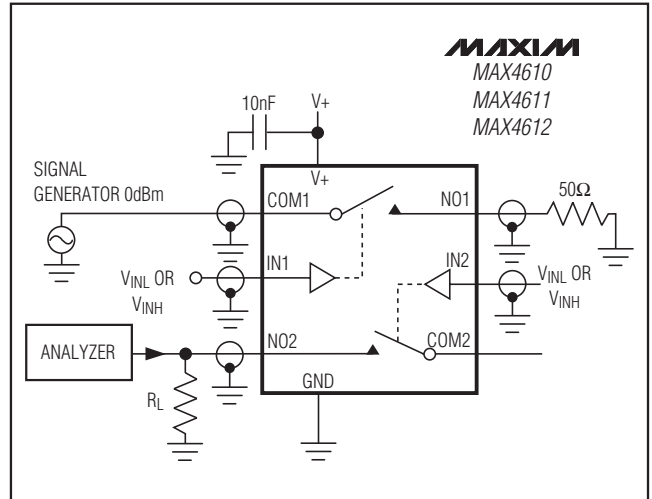 MAXIM
MAX4610
MAX4611
MAX4612
10nF
V+
V+
SIGNAL
GENERATOR 0dBm
COM1
NO1
50Ω
IN1
IN2
VINL OR
VINH
VINL OR
VINH
NO2
COM2
ANALYZER
RL
GND